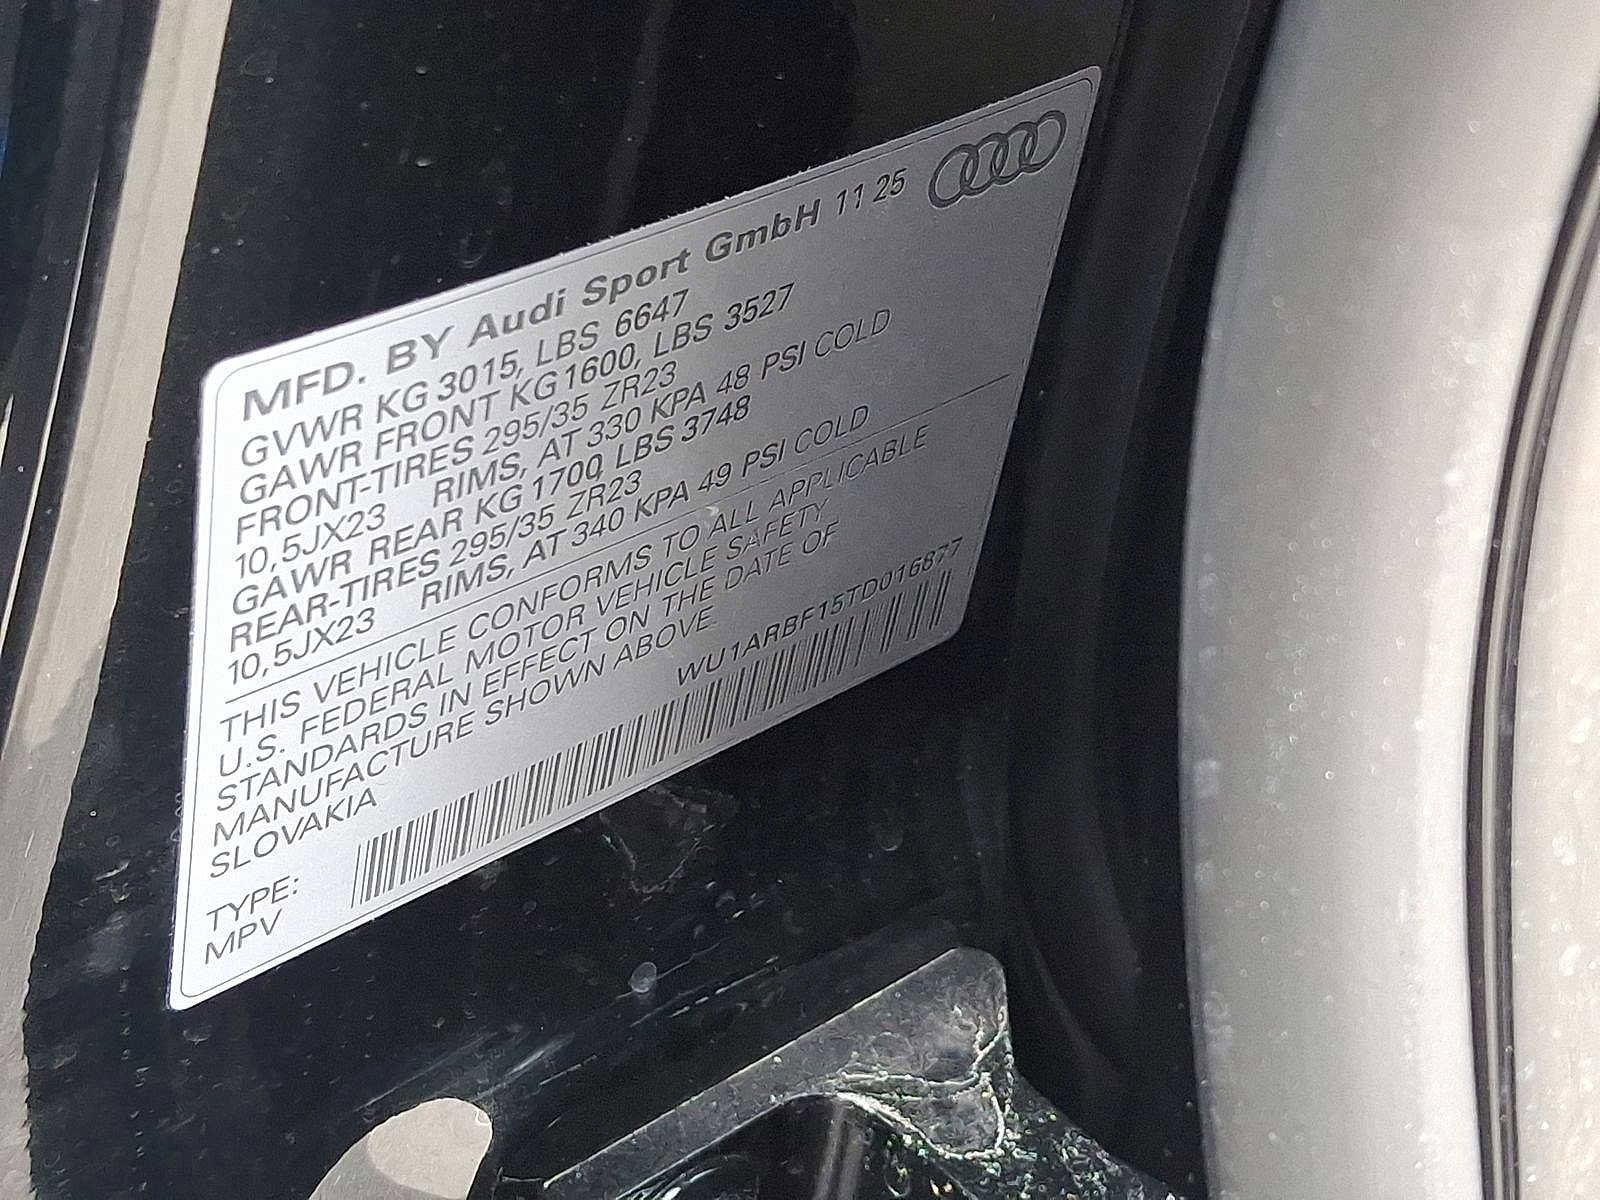 MFD. BY Audi Sport GmbH 11 25
GVWR KG 3015, LBS 6647
GAWR FRONT KG1600, LBS 3527
FRONT-TIRES 295/35 ZR23
10,5JX23 RIMS, AT 330 KPA 48 PSI COLD
GAWR REAR KG 1700, LBS 3748
REAR-TIRES 295/35 ZR23
10,5JX23 RIMS, AT 340 KPA 49 PSI COLD
THIS VEHICLE CONFORMS TO ALL APPLICABLE
U.S. FEDERAL MOTOR VEHICLE SAFETY
STANDARDS IN EFFECT ON THE DATE OF
MANUFACTURE SHOWN ABOVE.
SLOVAKIA WU1ARBF15TD016877
TYPE:
MPV